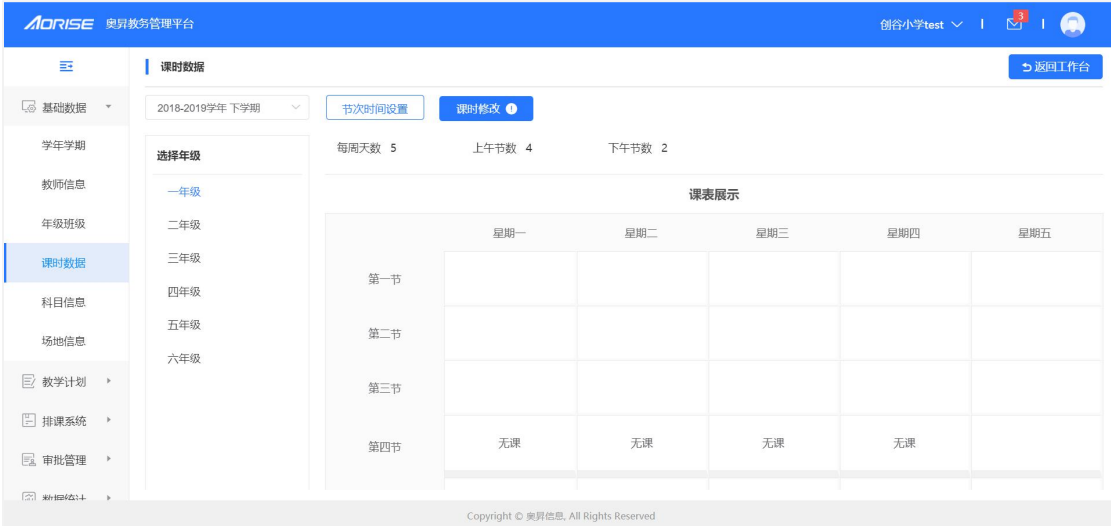 AORISE 奥昇教务管理平台 创谷小学test 3
课时数据 返回工作台
基础数据 2018-2019学年 下学期 节次时间设置 课时修改
学年学期 选择年级 每周天数 5 上午节数 4 下午节数 2
教师信息 一年级 课表展示
年级班级 二年级 星期一 星期二 星期三 星期四 星期五
课时数据 三年级 第一节
科目信息 四年级
场地信息 五年级 第二节
教学计划 六年级 第三节
排课系统 第四节 无课 无课 无课 无课
审批管理
数据统计
Copyright © 奥昇信息, All Rights Reserved